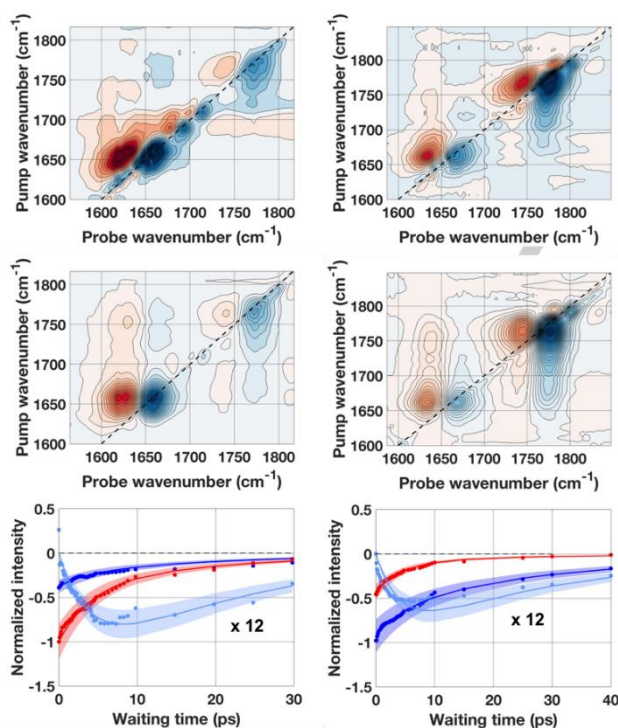 1800
1750
1700
1650
1600
Pump wavenumber (cm⁻¹)
1600 1650 1700 1750 1800
Probe wavenumber (cm⁻¹)
1800
1750
1700
1650
1600
Pump wavenumber (cm⁻¹)
1600 1650 1700 1750 1800
Probe wavenumber (cm⁻¹)
1800
1750
1700
1650
1600
Pump wavenumber (cm⁻¹)
1600 1650 1700 1750 1800
Probe wavenumber (cm⁻¹)
1800
1750
1700
1650
1600
Pump wavenumber (cm⁻¹)
1600 1650 1700 1750 1800
Probe wavenumber (cm⁻¹)
0.5
0
-0.5
-1
-1.5
Normalized intensity
x 12
0 10 20 30
Waiting time (ps)
0.5
0
-0.5
-1
-1.5
Normalized intensity
x 12
0 10 20 30 40
Waiting time (ps)